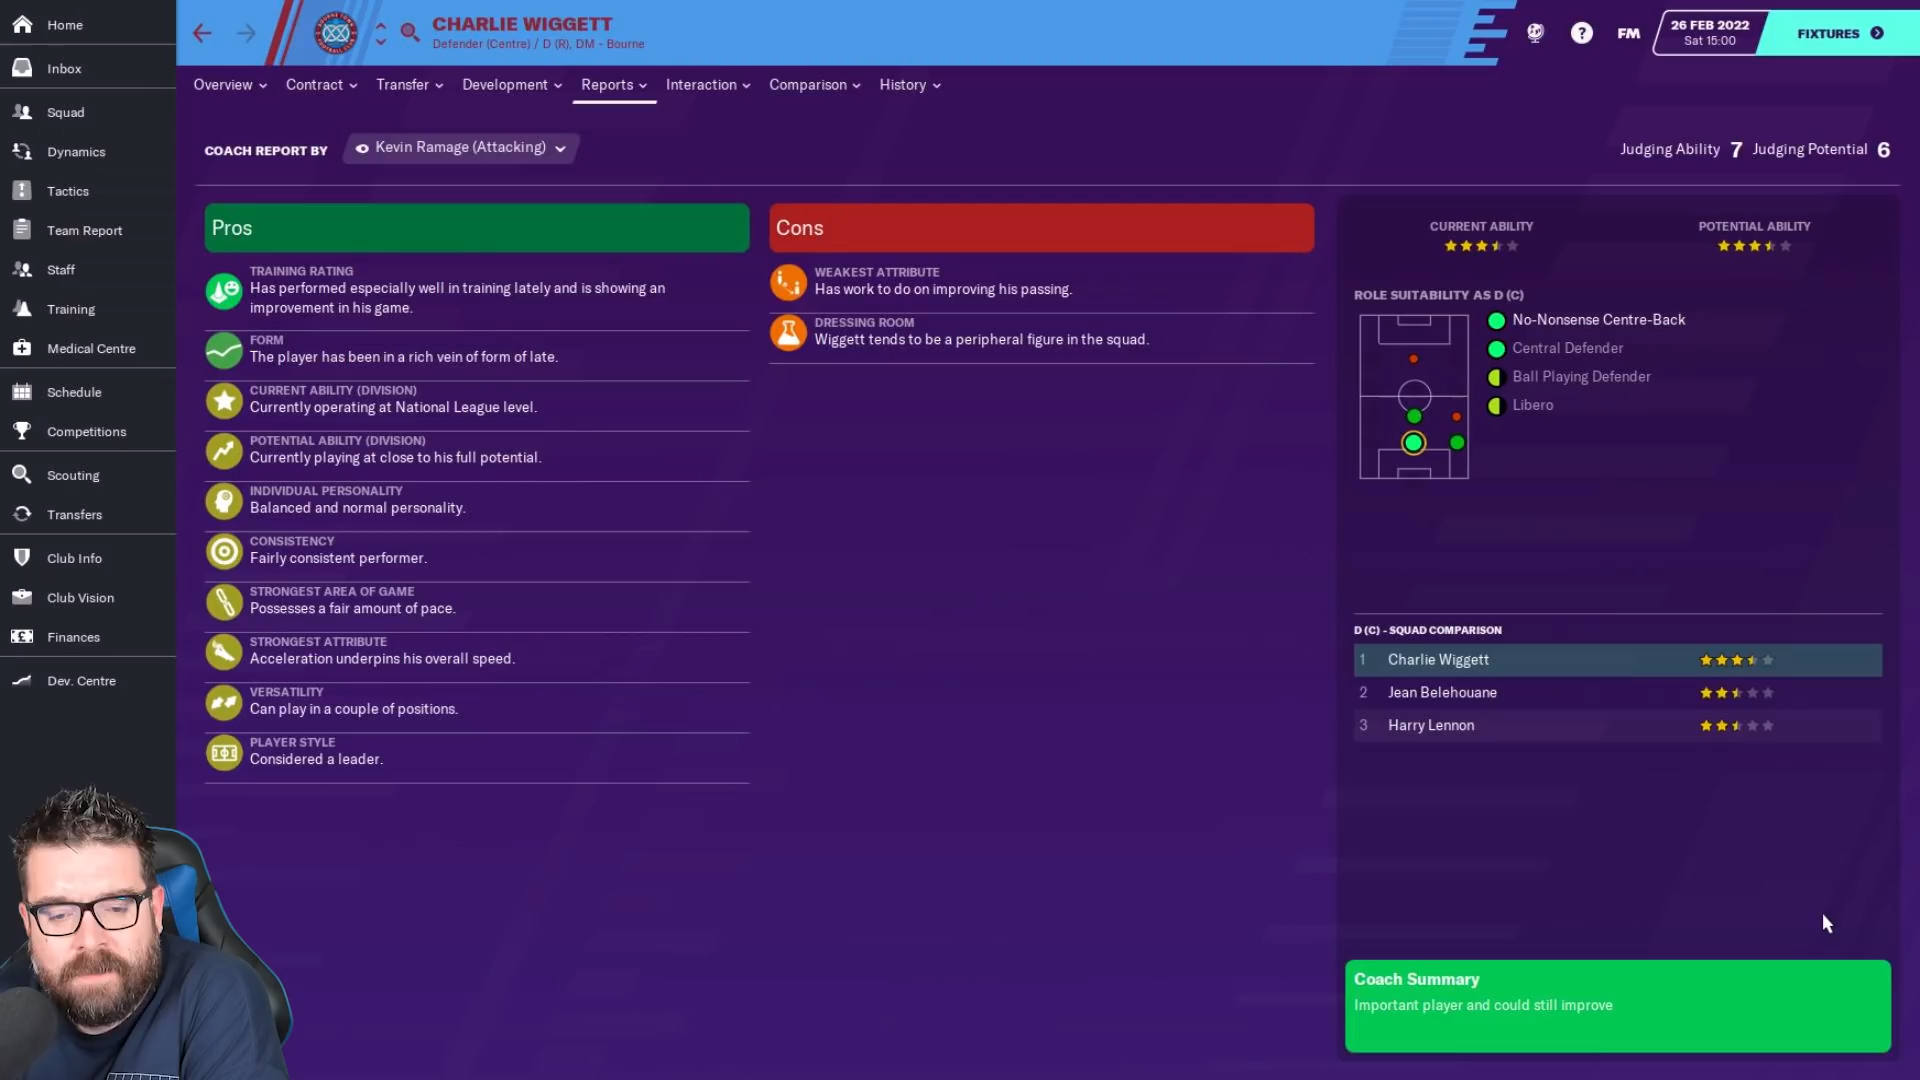 Home
Inbox
Squad
Dynamics
Tactics
Team Report
Staff
Training
Medical Centre
Schedule
Competitions
Scouting
Transfers
Club Info
Club Vision
Finances
Dev. Centre
CHARLIE WIGGETT
Defender (Centre) / D (R), DM - Bourne
FM
26 FEB 2022
Sat 15:00
FIXTURES
Overview
Contract
Transfer
Development
Reports
Interaction
Comparison
History
COACH REPORT BY
Kevin Ramage (Attacking)
Judging Ability 7 Judging Potential 6
Pros
TRAINING RATING
Has performed especially well in training lately and is showing an
improvement in his game.
FORM
The player has been in a rich vein of form of late.
CURRENT ABILITY (DIVISION)
Currently operating at National League level.
POTENTIAL ABILITY (DIVISION)
Currently playing at close to his full potential.
INDIVIDUAL PERSONALITY
Balanced and normal personality.
CONSISTENCY
Fairly consistent performer.
STRONGEST AREA OF GAME
Possesses a fair amount of pace.
STRONGEST ATTRIBUTE
Acceleration underpins his overall speed.
VERSATILITY
Can play in a couple of positions.
PLAYER STYLE
Considered a leader.
Cons
WEAKEST ATTRIBUTE
Has work to do on improving his passing.
DRESSING ROOM
Wiggett tends to be a peripheral figure in the squad.
CURRENT ABILITY
POTENTIAL ABILITY
ROLE SUITABILITY AS D (C)
No-Nonsense Centre-Back
Central Defender
Ball Playing Defender
Libero
D (C) - SQUAD COMPARISON
1 Charlie Wiggett
2 Jean Belehouane
3 Harry Lennon
Coach Summary
Important player and could still improve